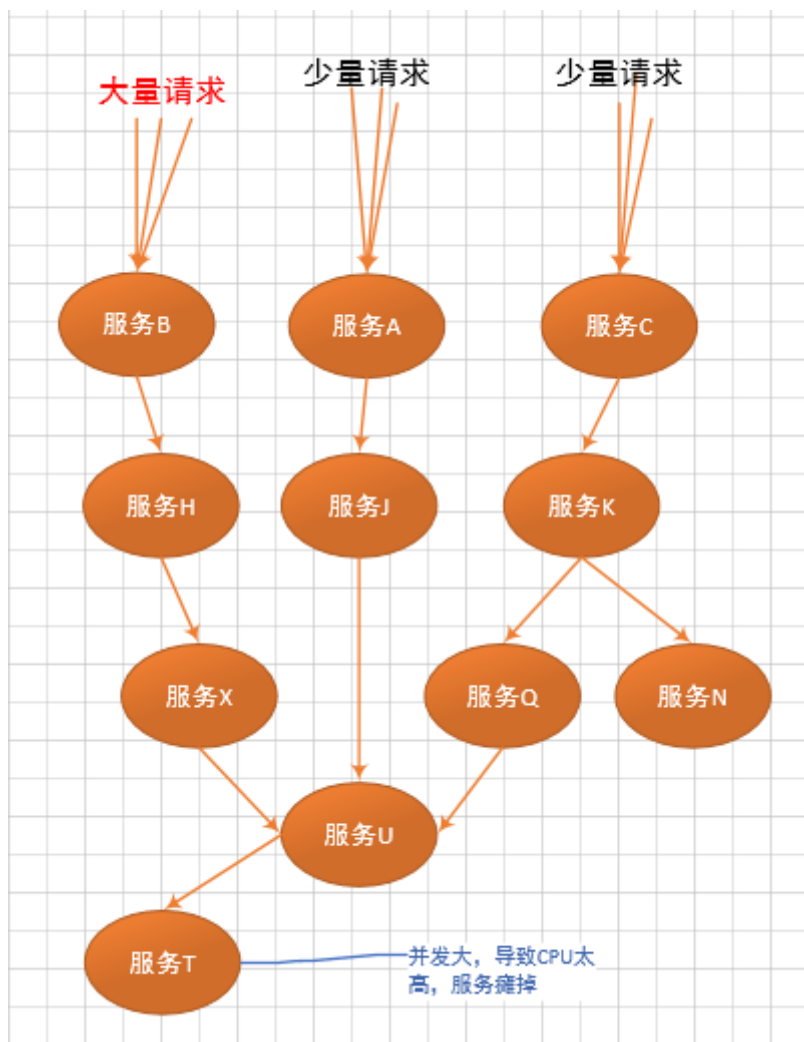 大量请求
少量请求
少量请求
服务B
服务A
服务C
服务H
服务J
服务K
服务X
服务Q
服务N
服务U
服务T
并发大，导致CPU太
高，服务瘫掉